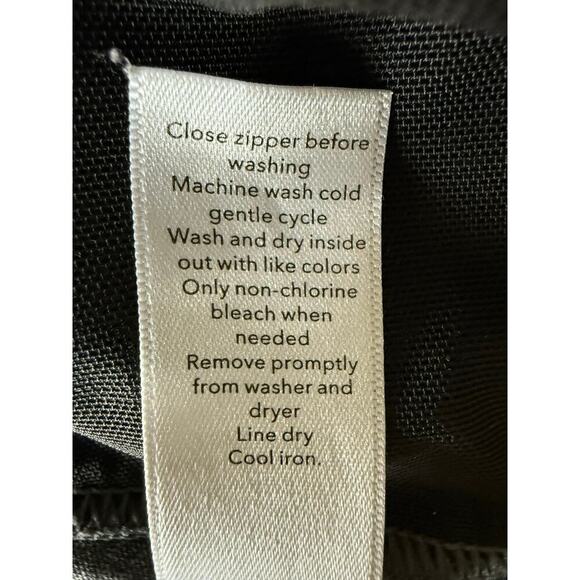 Close zipper before
washing
Machine wash cold
gentle cycle
Wash and dry inside
out with like colors
Only non-chlorine
bleach when
needed
Remove promptly
from washer and
dryer
Line dry
Cool iron.